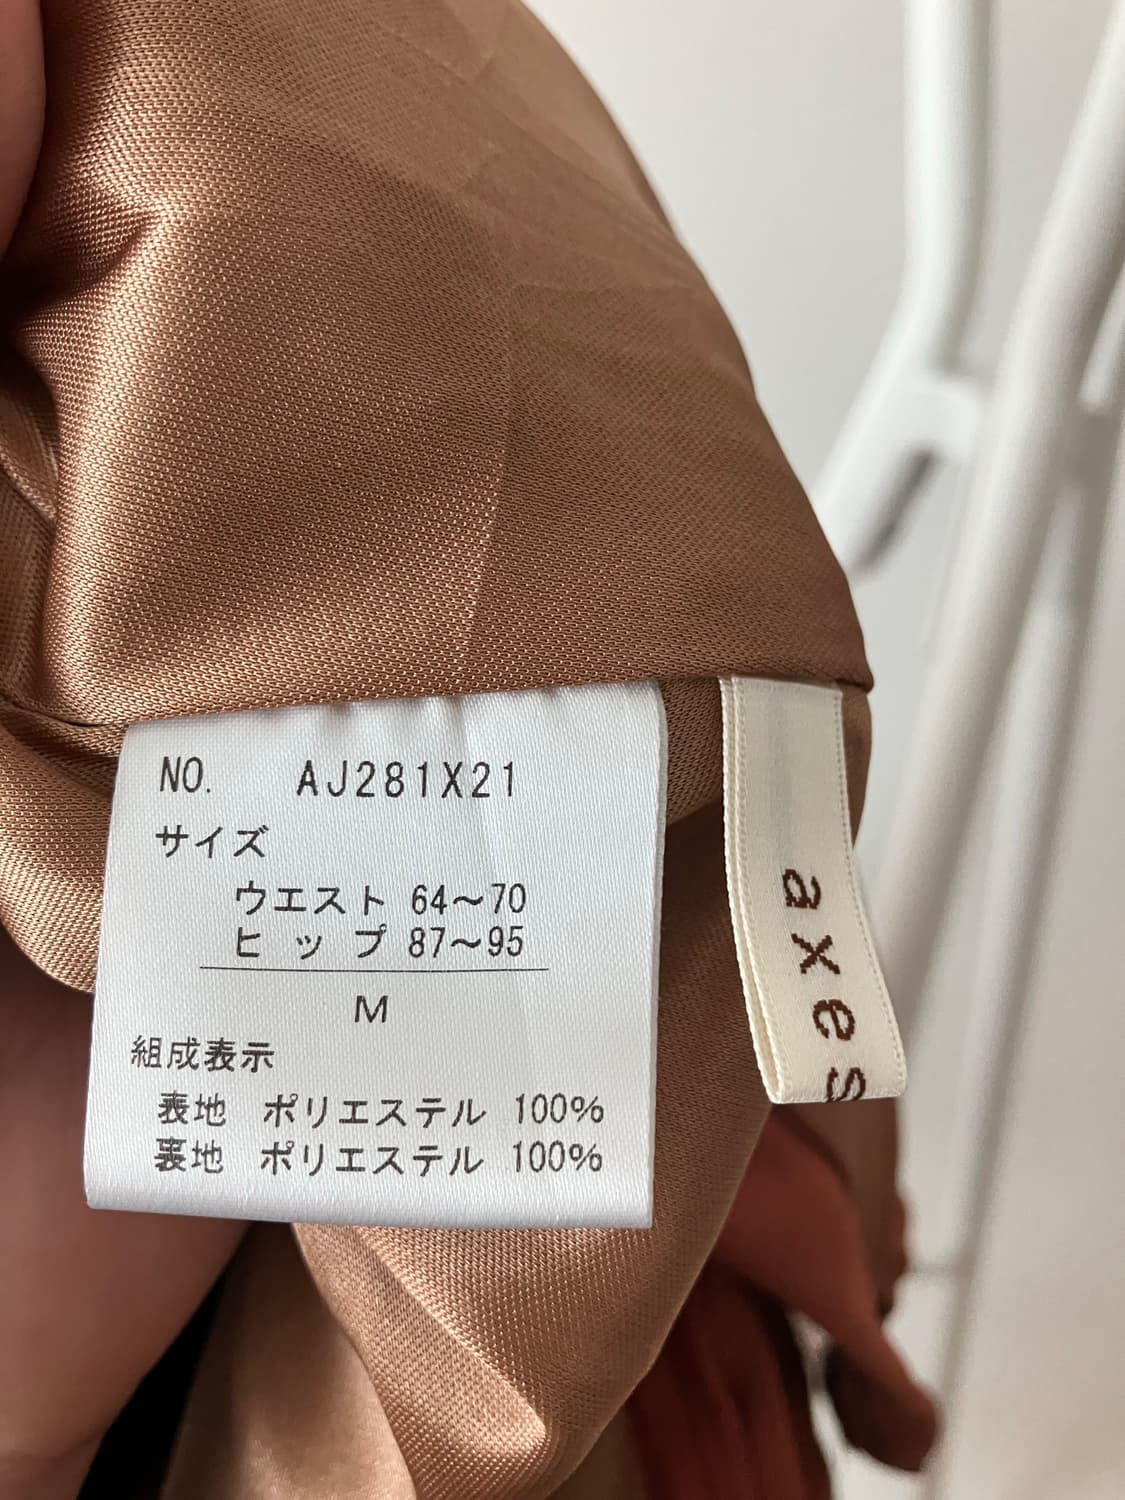 NO. AJ281X21
サイズ
ウエスト 64～70
ヒップ 87～95
M
組成表示
表地 ポリエステル 100%
裏地 ポリエステル 100%
axes